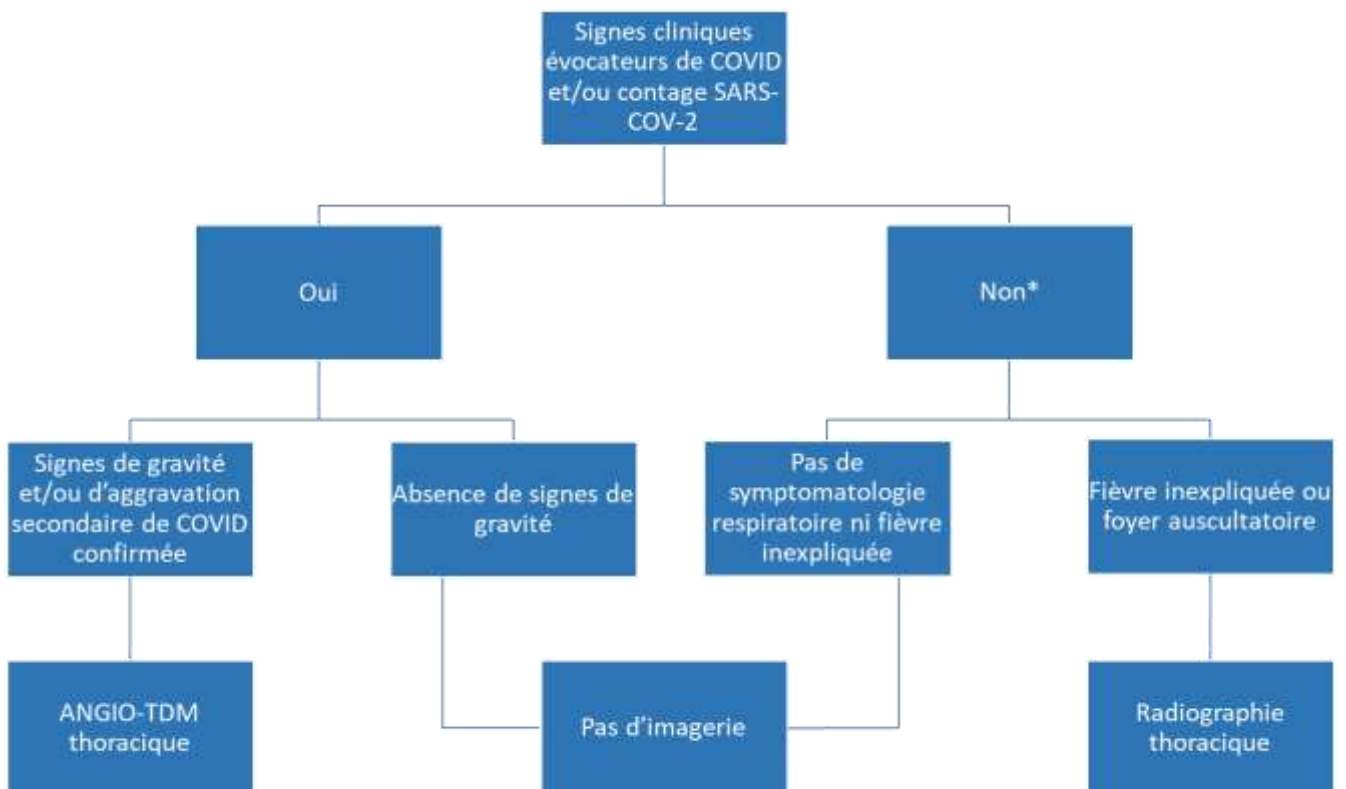 Signes cliniques
évocateurs de COVID
et/ou contage SARS-
COV-2
Oui
Non*
Signes de gravité
et/ou d'aggravation
secondaire de COVID
confirmée
Absence de signes de
gravité
Pas de
symptomatologie
respiratoire ni fièvre
inexpliquée
Fièvre inexpliquée ou
foyer auscultatoire
ANGIO-TDM
thoracique
Pas d'imagerie
Radiographie
thoracique